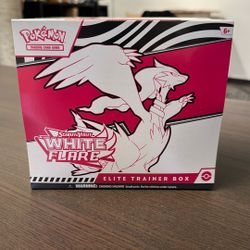 POKÉMON
TRADING CARD GAME
6+
SCARLET & VIOLET
WHITE
FLARE
WARNING:
ELITE TRAINER BOX